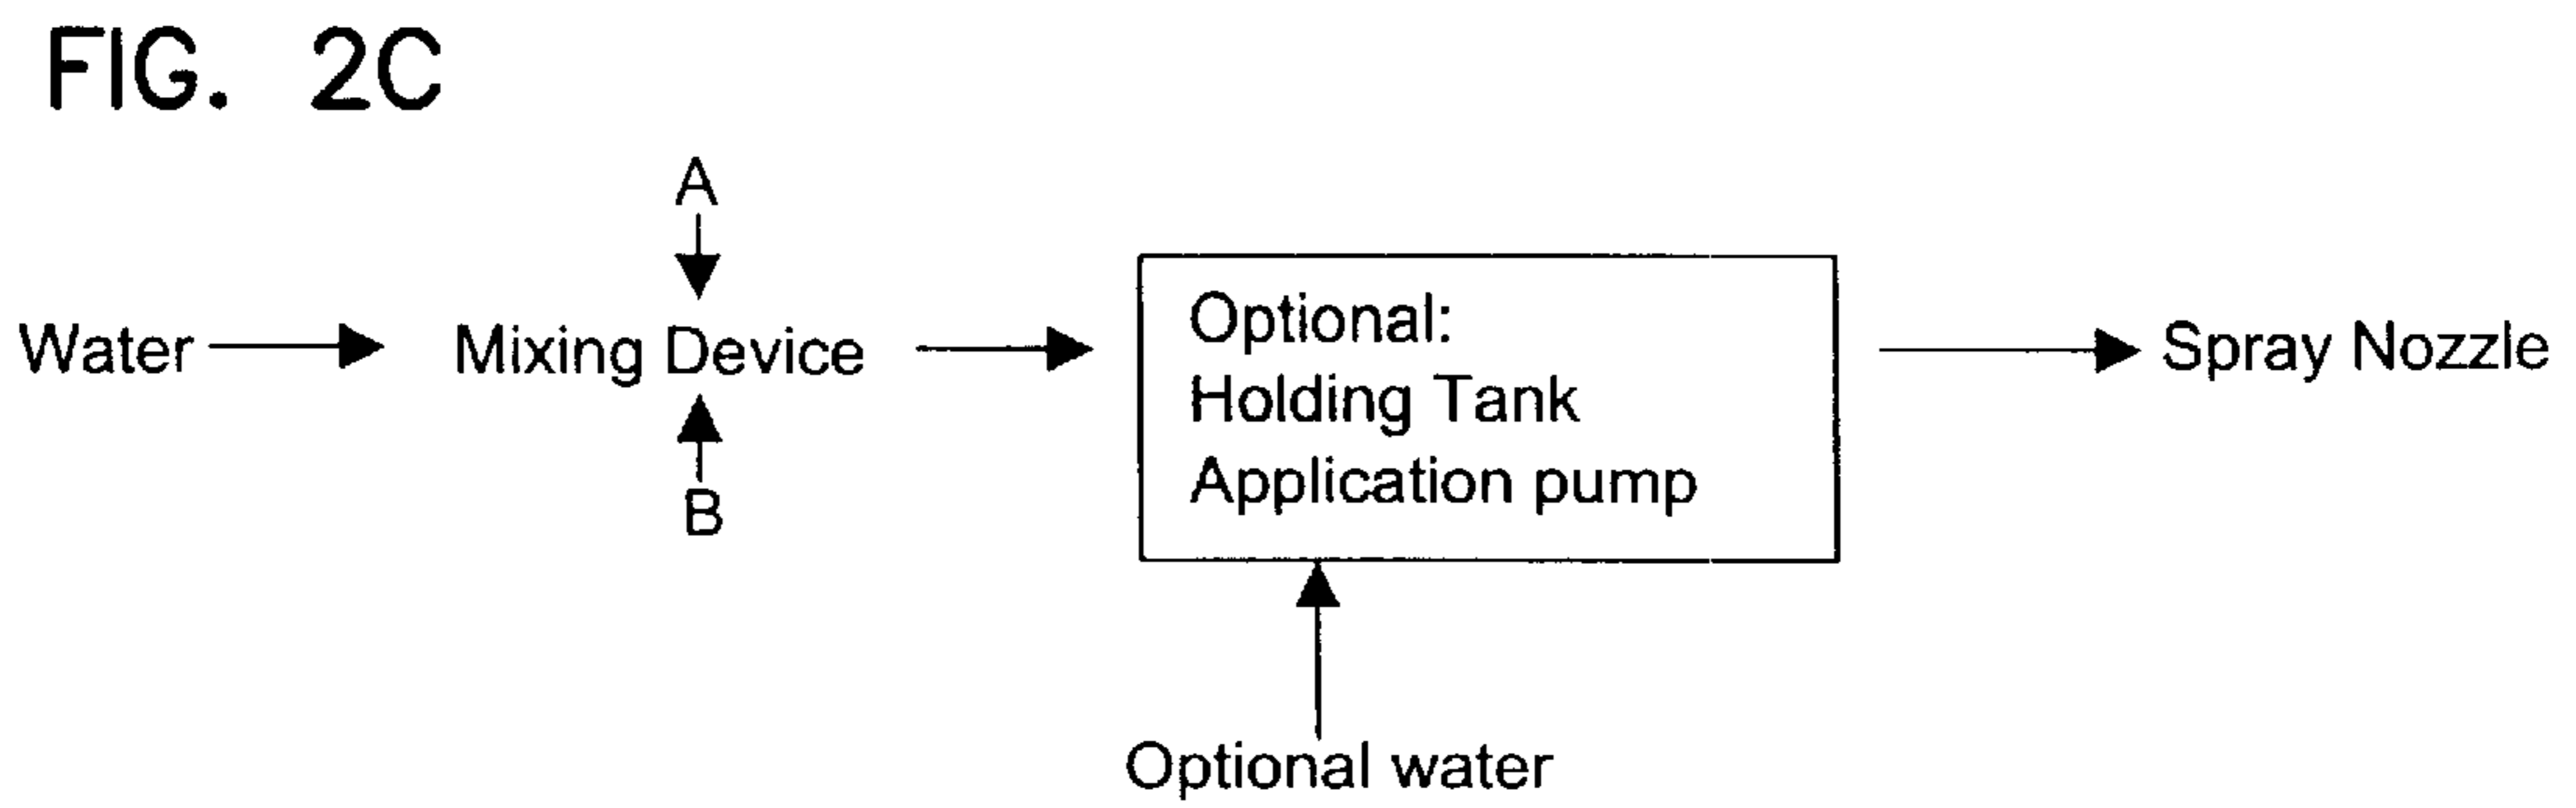 FIG. 2C
A
Water
Mixing Device
B
Optional:
Holding Tank
Application pump
Spray Nozzle
Optional water